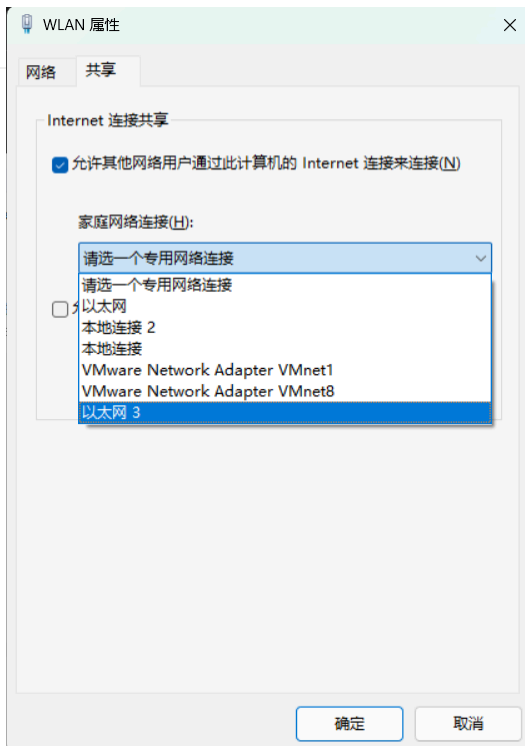 WLAN 属性
网络
共享
Internet 连接共享
允许其他网络用户通过此计算机的 Internet 连接来连接(N)
家庭网络连接(H):
请选一个专用网络连接
请选一个专用网络连接
以太网
本地连接 2
本地连接
VMware Network Adapter VMnet1
VMware Network Adapter VMnet8
以太网 3
确定
取消